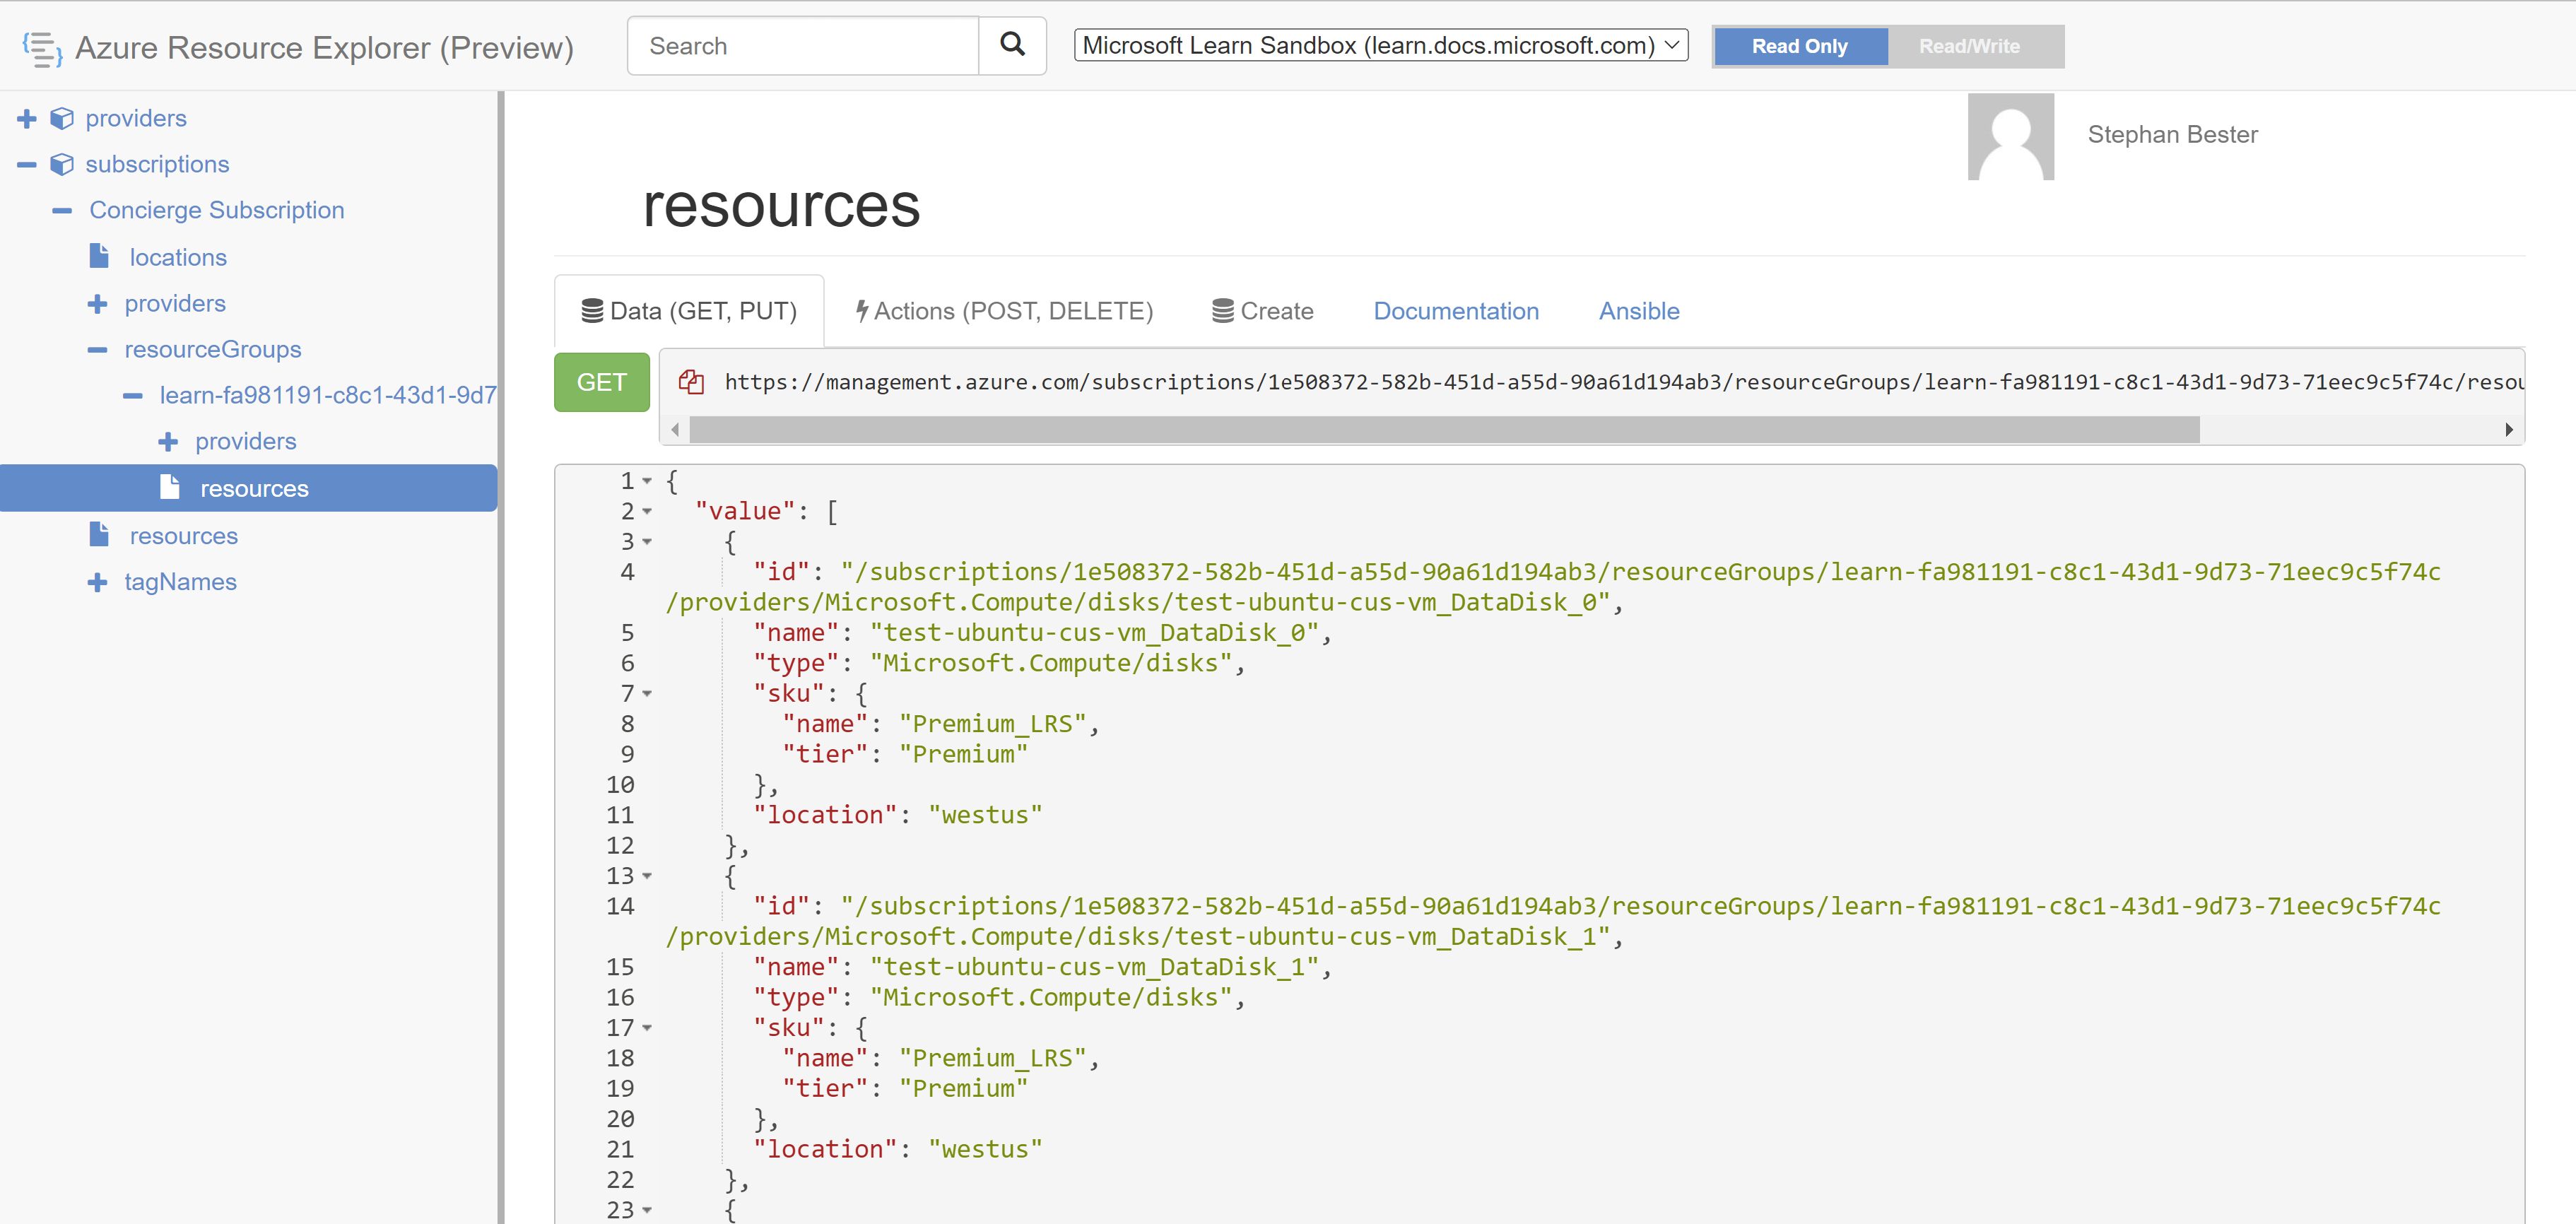 Azure Resource Explorer (Preview)
Search
Microsoft Learn Sandbox (learn.docs.microsoft.com)
Read Only
Read/Write
providers
subscriptions
Concierge Subscription
locations
providers
resourceGroups
learn-fa981191-c8c1-43d1-9d7
providers
resources
resources
tagNames
Stephan Bester
resources
Data (GET, PUT)
Actions (POST, DELETE)
Create
Documentation
Ansible
GET
https://management.azure.com/subscriptions/1e508372-582b-451d-a55d-90a61d194ab3/resourceGroups/learn-fa981191-c8c1-43d1-9d73-71eec9c5f74c/resou
1 {
2 "value": [
3 {
4 "id": "/subscriptions/1e508372-582b-451d-a55d-90a61d194ab3/resourceGroups/learn-fa981191-c8c1-43d1-9d73-71eec9c5f74c
/providers/Microsoft.Compute/disks/test-ubuntu-cus-vm_DataDisk_0",
5 "name": "test-ubuntu-cus-vm_DataDisk_0",
6 "type": "Microsoft.Compute/disks",
7 "sku": {
8 "name": "Premium_LRS",
9 "tier": "Premium"
10 },
11 "location": "westus"
12 },
13 {
14 "id": "/subscriptions/1e508372-582b-451d-a55d-90a61d194ab3/resourceGroups/learn-fa981191-c8c1-43d1-9d73-71eec9c5f74c
/providers/Microsoft.Compute/disks/test-ubuntu-cus-vm_DataDisk_1",
15 "name": "test-ubuntu-cus-vm_DataDisk_1",
16 "type": "Microsoft.Compute/disks",
17 "sku": {
18 "name": "Premium_LRS",
19 "tier": "Premium"
20 },
21 "location": "westus"
22 },
23 {